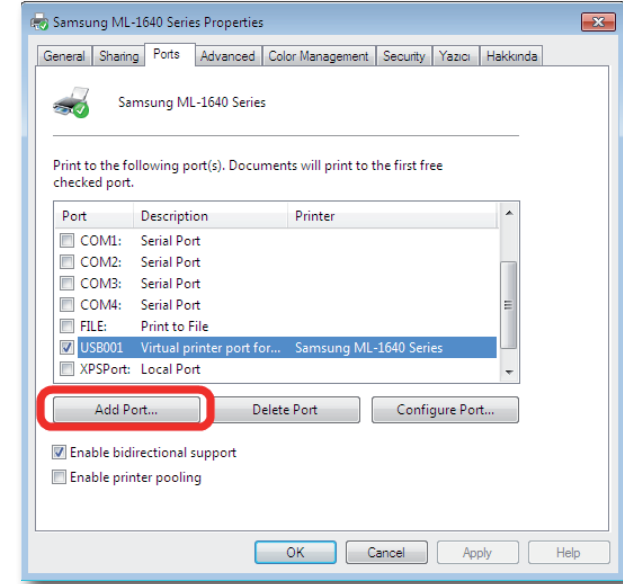 Samsung ML-1640 Series Properties
General Sharing Ports Advanced Color Management Security Yazıcı Hakkında
Samsung ML-1640 Series
Print to the following port(s). Documents will print to the first free
checked port.
Port Description Printer
COM1: Serial Port
COM2: Serial Port
COM3: Serial Port
COM4: Serial Port
FILE: Print to File
USB001 Virtual printer port for... Samsung ML-1640 Series
XPSPort: Local Port
Add Port... Delete Port Configure Port...
Enable bidirectional support
Enable printer pooling
OK Cancel Apply Help